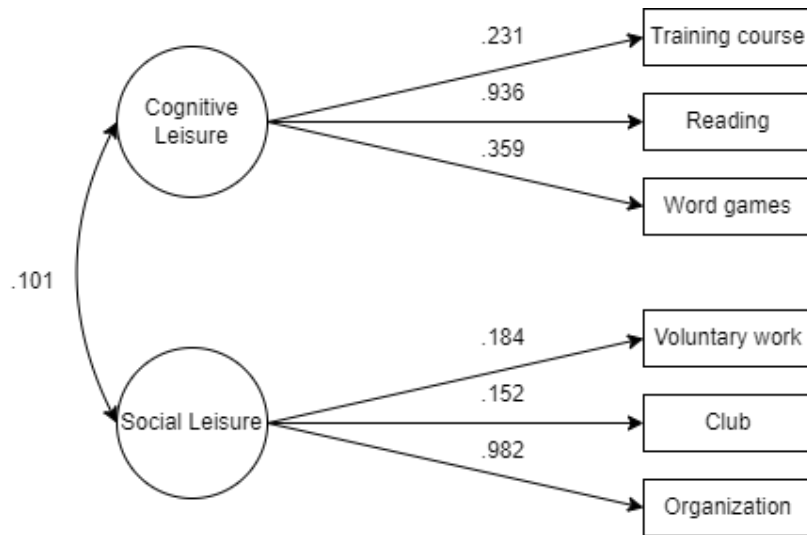 .231
Training course
.936
Cognitive
Leisure
Reading
.359
Word games
.101
.184
Voluntary work
.152
Social Leisure
Club
.982
Organization